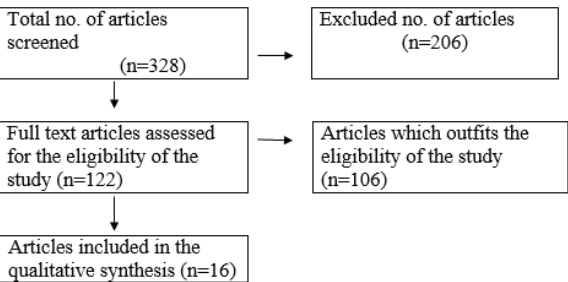 Total no. of articles
screened
(n=328)
Excluded no. of articles
(n=206)
Full text articles assessed
for the eligibility of the
study (n=122)
Articles which outfits the
eligibility of the study
(n=106)
Articles included in the
qualitative synthesis (n=16)